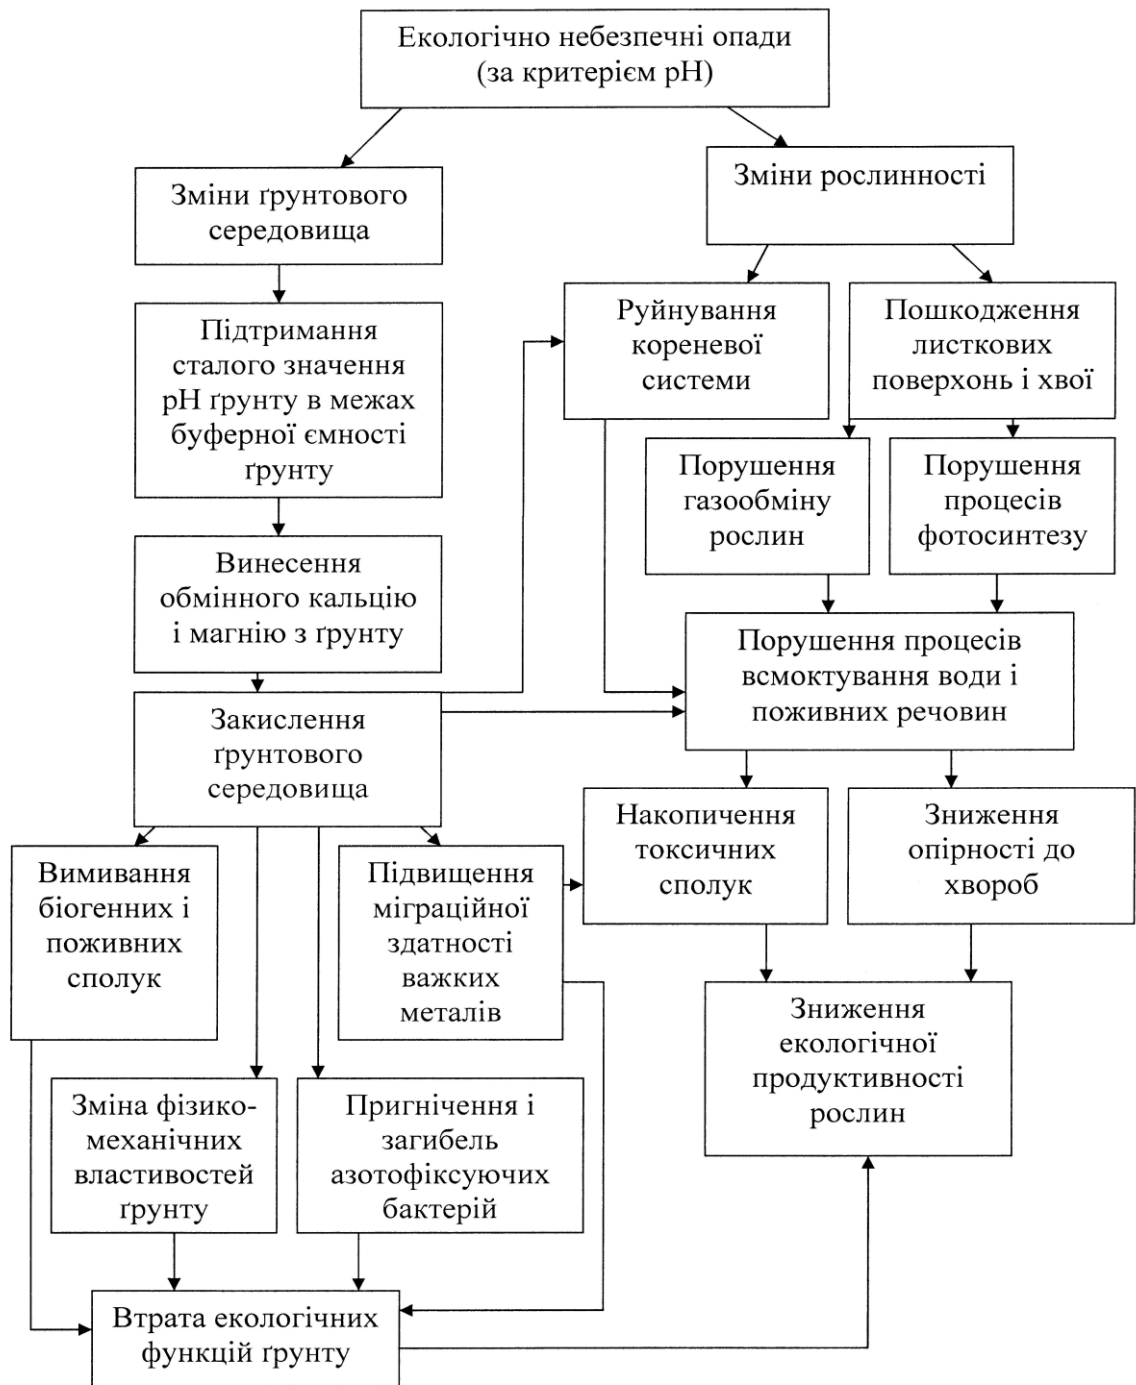 Екологічно небезпечні опади
(за критерієм рН)
Зміни ґрунтового
середовища
Зміни рослинності
Підтримання
сталого значення
рН ґрунту в межах
буферної ємності
ґрунту
Руйнування
кореневої
системи
Пошкодження
листкових
поверхонь і хвої
Порушення
газообміну
рослин
Порушення
процесів
фотосинтезу
Винесення
обмінного кальцію
і магнію з ґрунту
Порушення процесів
всмоктування води і
поживних речовин
Закислення
ґрунтового
середовища
Накопичення
токсичних
сполук
Зниження
опірності до
хвороб
Вимивання
біогенних і
поживних
сполук
Підвищення
міграційної
здатності
важких
металів
Зниження
екологічної
продуктивності
рослин
Зміна фізико-
механічних
властивостей
ґрунту
Пригнічення і
загибель
азотофіксуючих
бактерій
Втрата екологічних
функцій ґрунту